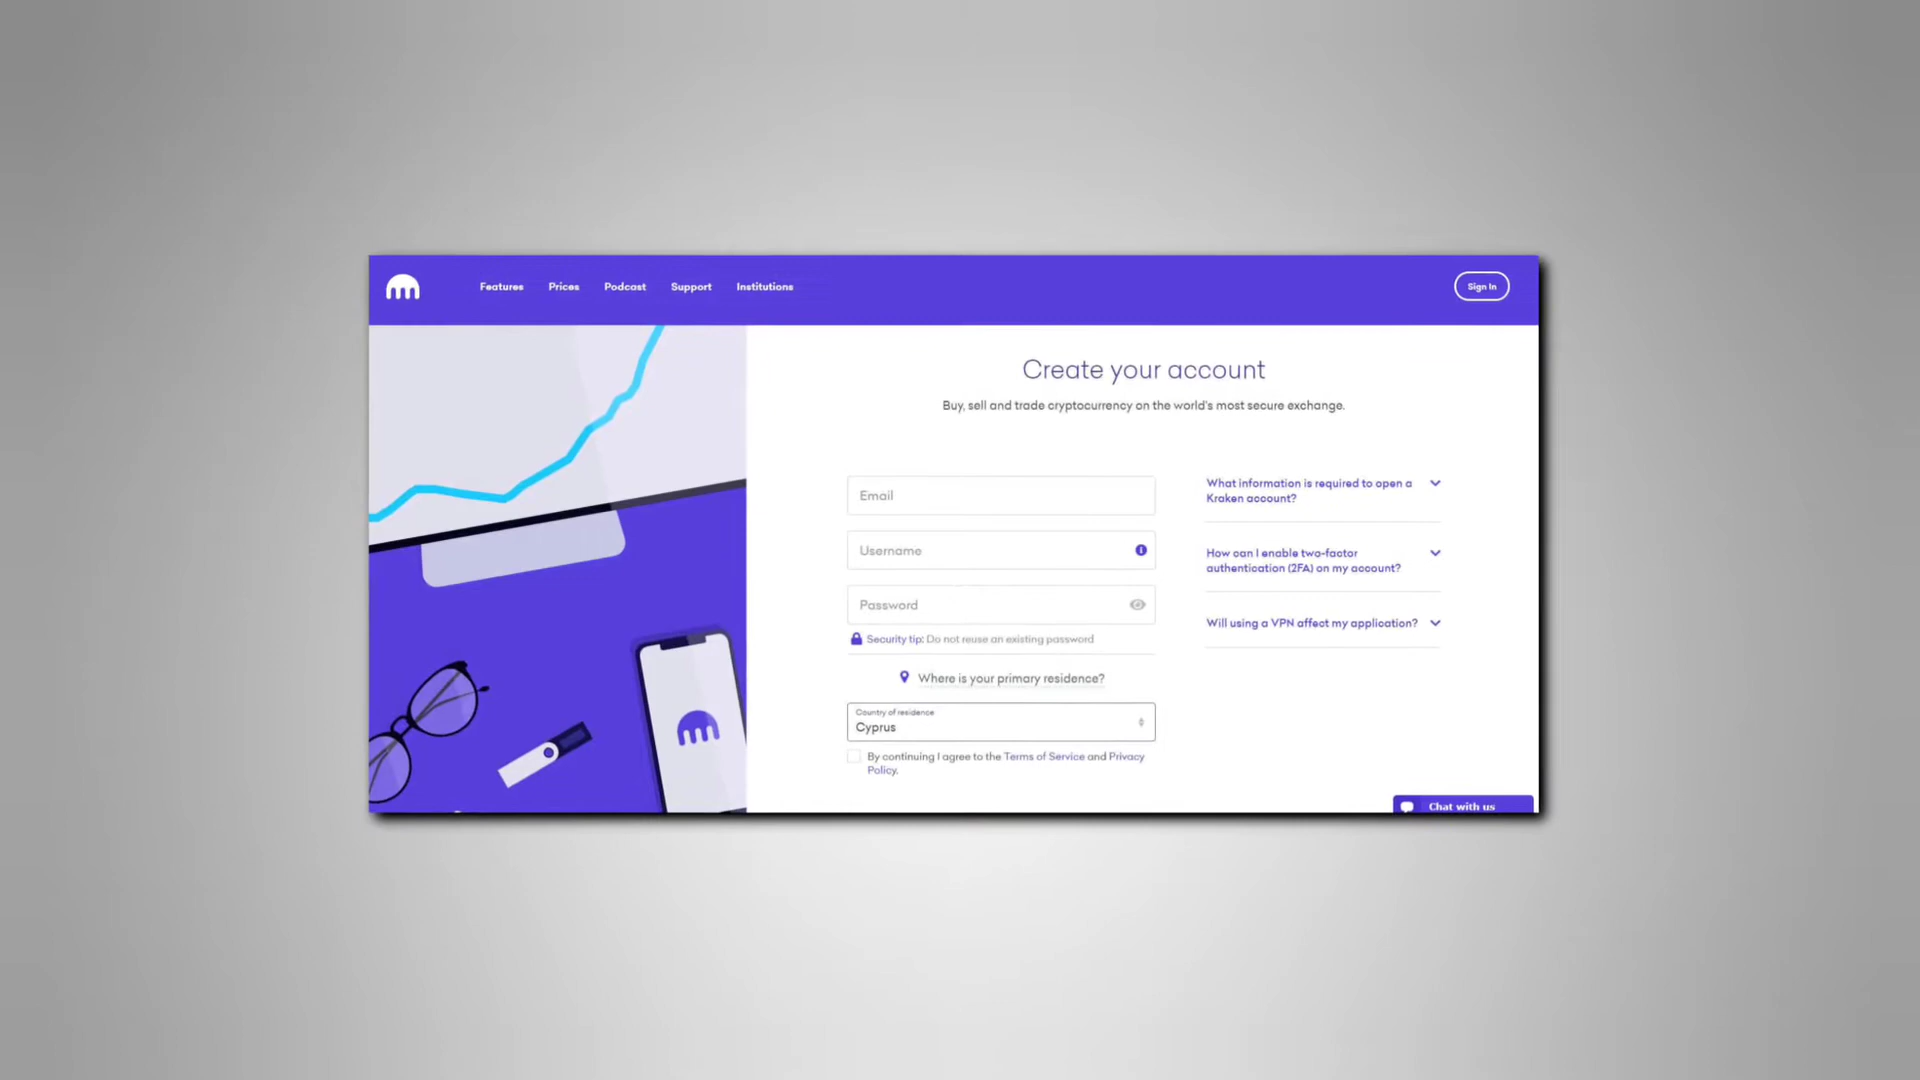 Features Prices Podcast Support Institutions Sign In
Create your account
Buy, sell and trade cryptocurrency on the world's most secure exchange.
Email
Username
Password
Security tip: Do not reuse an existing password
Where is your primary residence?
Country of residence
Cyprus
By continuing I agree to the Terms of Service and Privacy
Policy.
What information is required to open a
Kraken account?
How can I enable two-factor
authentication (2FA) on my account?
Will using a VPN affect my application?
Chat with us